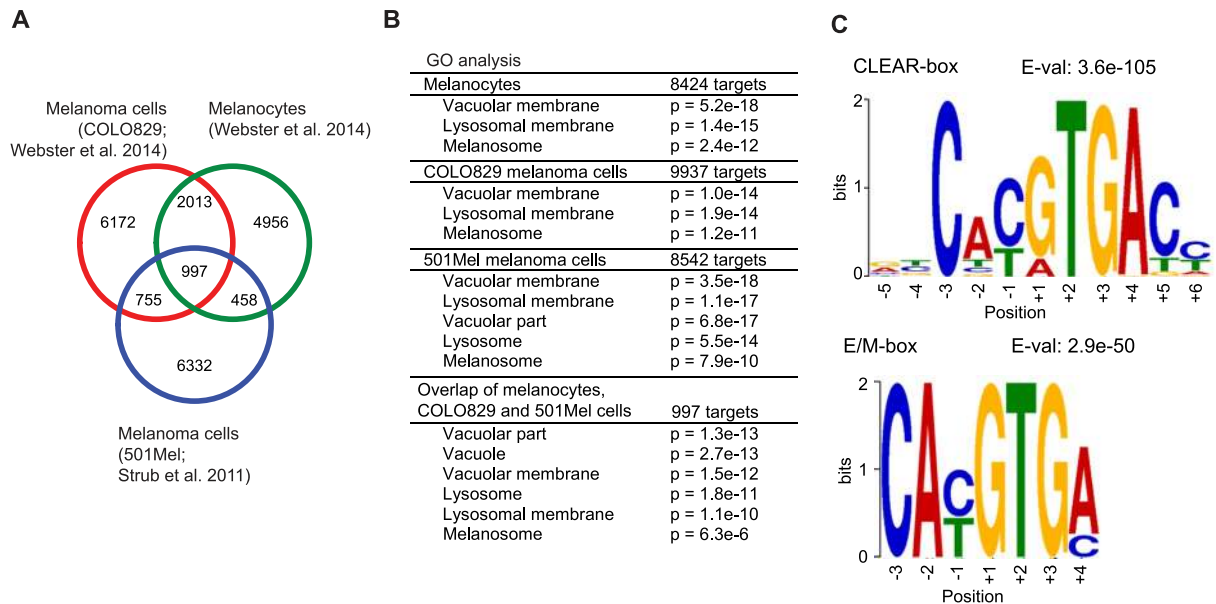 A
Melanoma cells
(COLO829;
Webster et al. 2014)
Melanocytes
(Webster et al. 2014)
6172
2013
4956
997
755
458
6332
Melanoma cells
(501Mel;
Strub et al. 2011)
B
GO analysis
Melanocytes 8424 targets
Vacuolar membrane p = 5.2e-18
Lysosomal membrane p = 1.4e-15
Melanosome p = 2.4e-12
COLO829 melanoma cells 9937 targets
Vacuolar membrane p = 1.0e-14
Lysosomal membrane p = 1.9e-14
Melanosome p = 1.2e-11
501Mel melanoma cells 8542 targets
Vacuolar membrane p = 3.5e-18
Lysosomal membrane p = 1.1e-17
Vacuolar part p = 6.8e-17
Lysosome p = 5.5e-14
Melanosome p = 7.9e-10
Overlap of melanocytes,
COLO829 and 501Mel cells 997 targets
Vacuolar part p = 1.3e-13
Vacuole p = 2.7e-13
Vacuolar membrane p = 1.5e-12
Lysosome p = 1.8e-11
Lysosomal membrane p = 1.1e-10
Melanosome p = 6.3e-6
C
CLEAR-box E-val: 3.6e-105
2
bits
1
0
C A C G T G A C C
T T A
-5 -4 -3 -2 -1 +1 +2 +3 +4 +5 +6
Position
E/M-box E-val: 2.9e-50
2
bits
1
0
C A C G T G A
T C
-3 -2 -1 +1 +2 +3 +4
Position